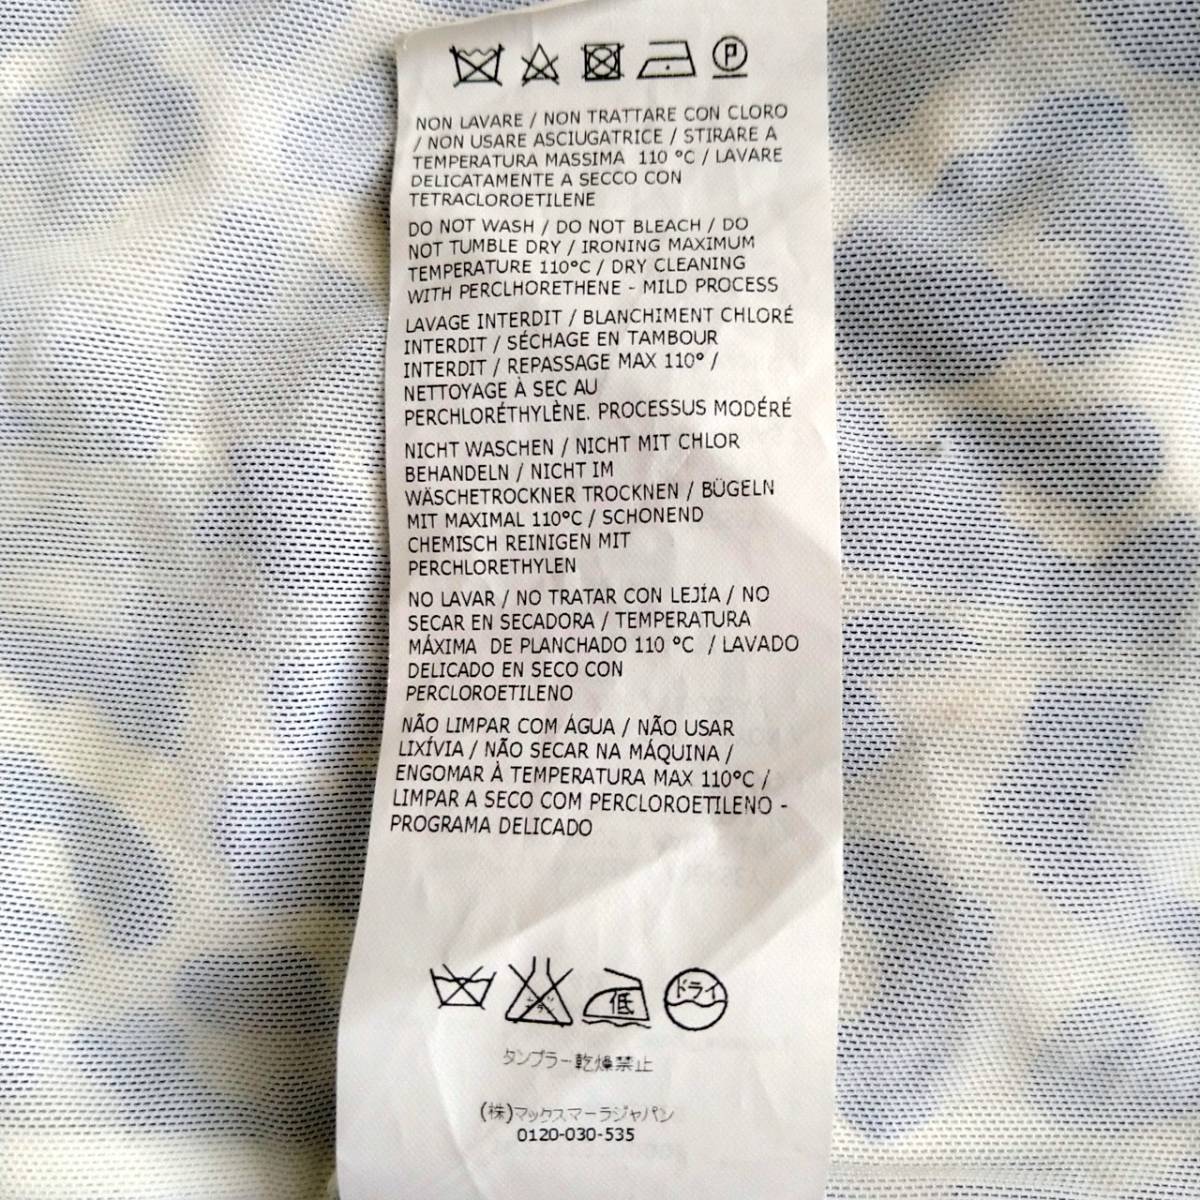 P
NON LAVARE / NON TRATTARE CON CLORO
/ NON USARE ASCIUGATRICE / STIRARE A
TEMPERATURA MASSIMA 110 °C / LAVARE
DELICATAMENTE A SECCO CON
TETRACLOROETILENE
DO NOT WASH / DO NOT BLEACH / DO
NOT TUMBLE DRY / IRONING MAXIMUM
TEMPERATURE 110°C / DRY CLEANING
WITH PERCLHORETHENE - MILD PROCESS
LAVAGE INTERDIT / BLANCHIMENT CHLORÉ
INTERDIT / SÉCHAGE EN TAMBOUR
INTERDIT / REPASSAGE MAX 110° /
NETTOYAGE À SEC AU
PERCHLORÉTHYLÈNE. PROCESSUS MODÉRÉ
NICHT WASCHEN / NICHT MIT CHLOR
BEHANDELN / NICHT IM
WÄSCHETROCKNER TROCKNEN / BÜGELN
MIT MAXIMAL 110°C / SCHONEND
CHEMISCH REINIGEN MIT
PERCHLORETHYLEN
NO LAVAR / NO TRATAR CON LEJÍA / NO
SECAR EN SECADORA / TEMPERATURA
MÁXIMA DE PLANCHADO 110 °C / LAVADO
DELICADO EN SECO CON
PERCLOROETILENO
NÃO LIMPAR COM ÁGUA / NÃO USAR
LIXÍVIA / NÃO SECAR NA MÁQUINA /
ENGOMAR À TEMPERATURA MAX 110°C /
LIMPAR A SECO COM PERCLOROETILENO -
PROGRAMA DELICADO
低 ドライ
タンブラー乾燥禁止
(株)マックスマーラジャパン
0120-030-535